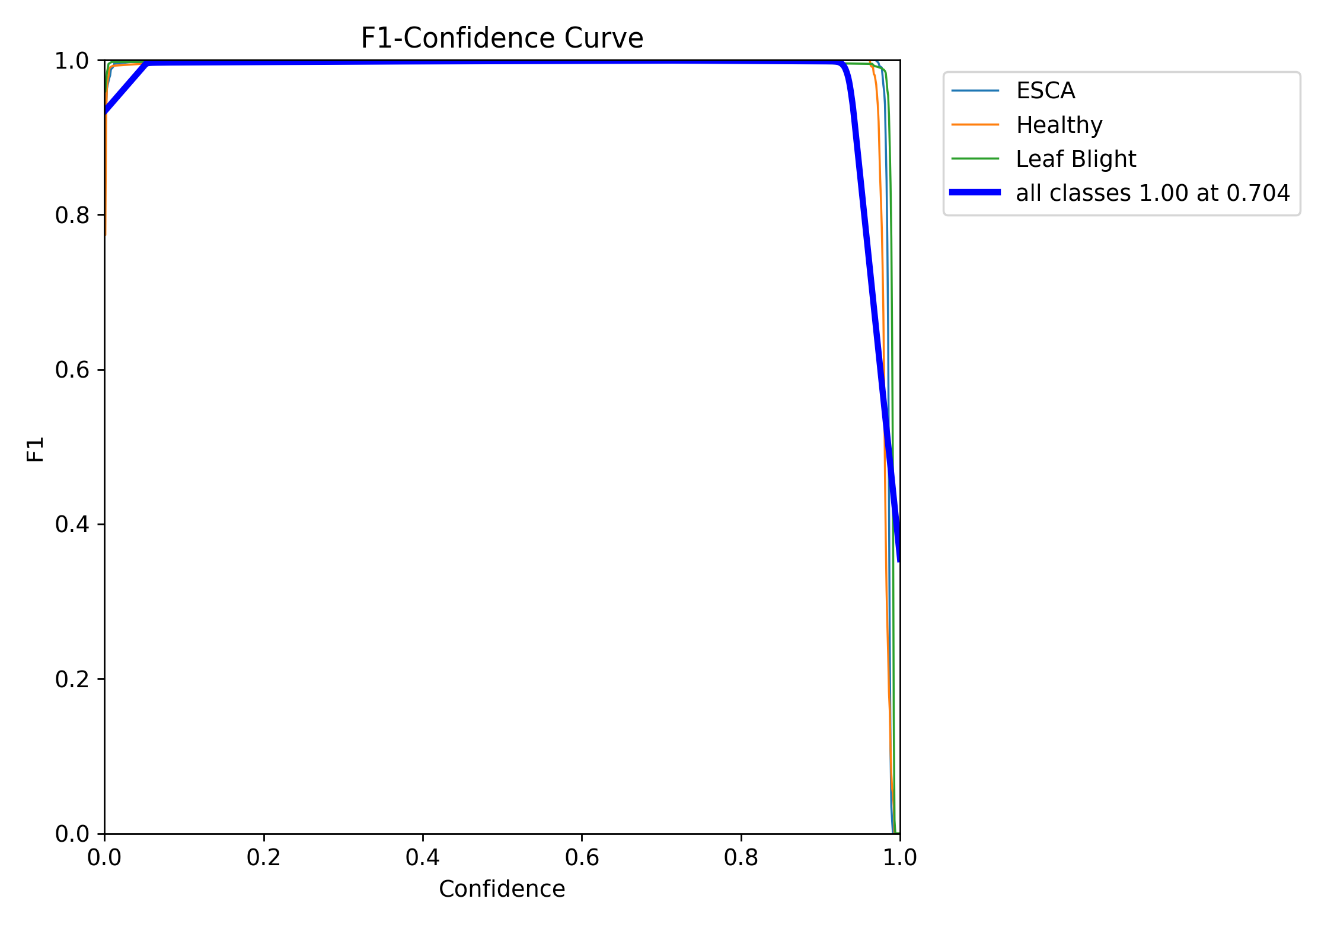 F1-Confidence Curve
1.0
0.8
0.6
0.4
0.2
0.0
F1
0.0 0.2 0.4 0.6 0.8 1.0
Confidence
ESCA
Healthy
Leaf Blight
all classes 1.00 at 0.704